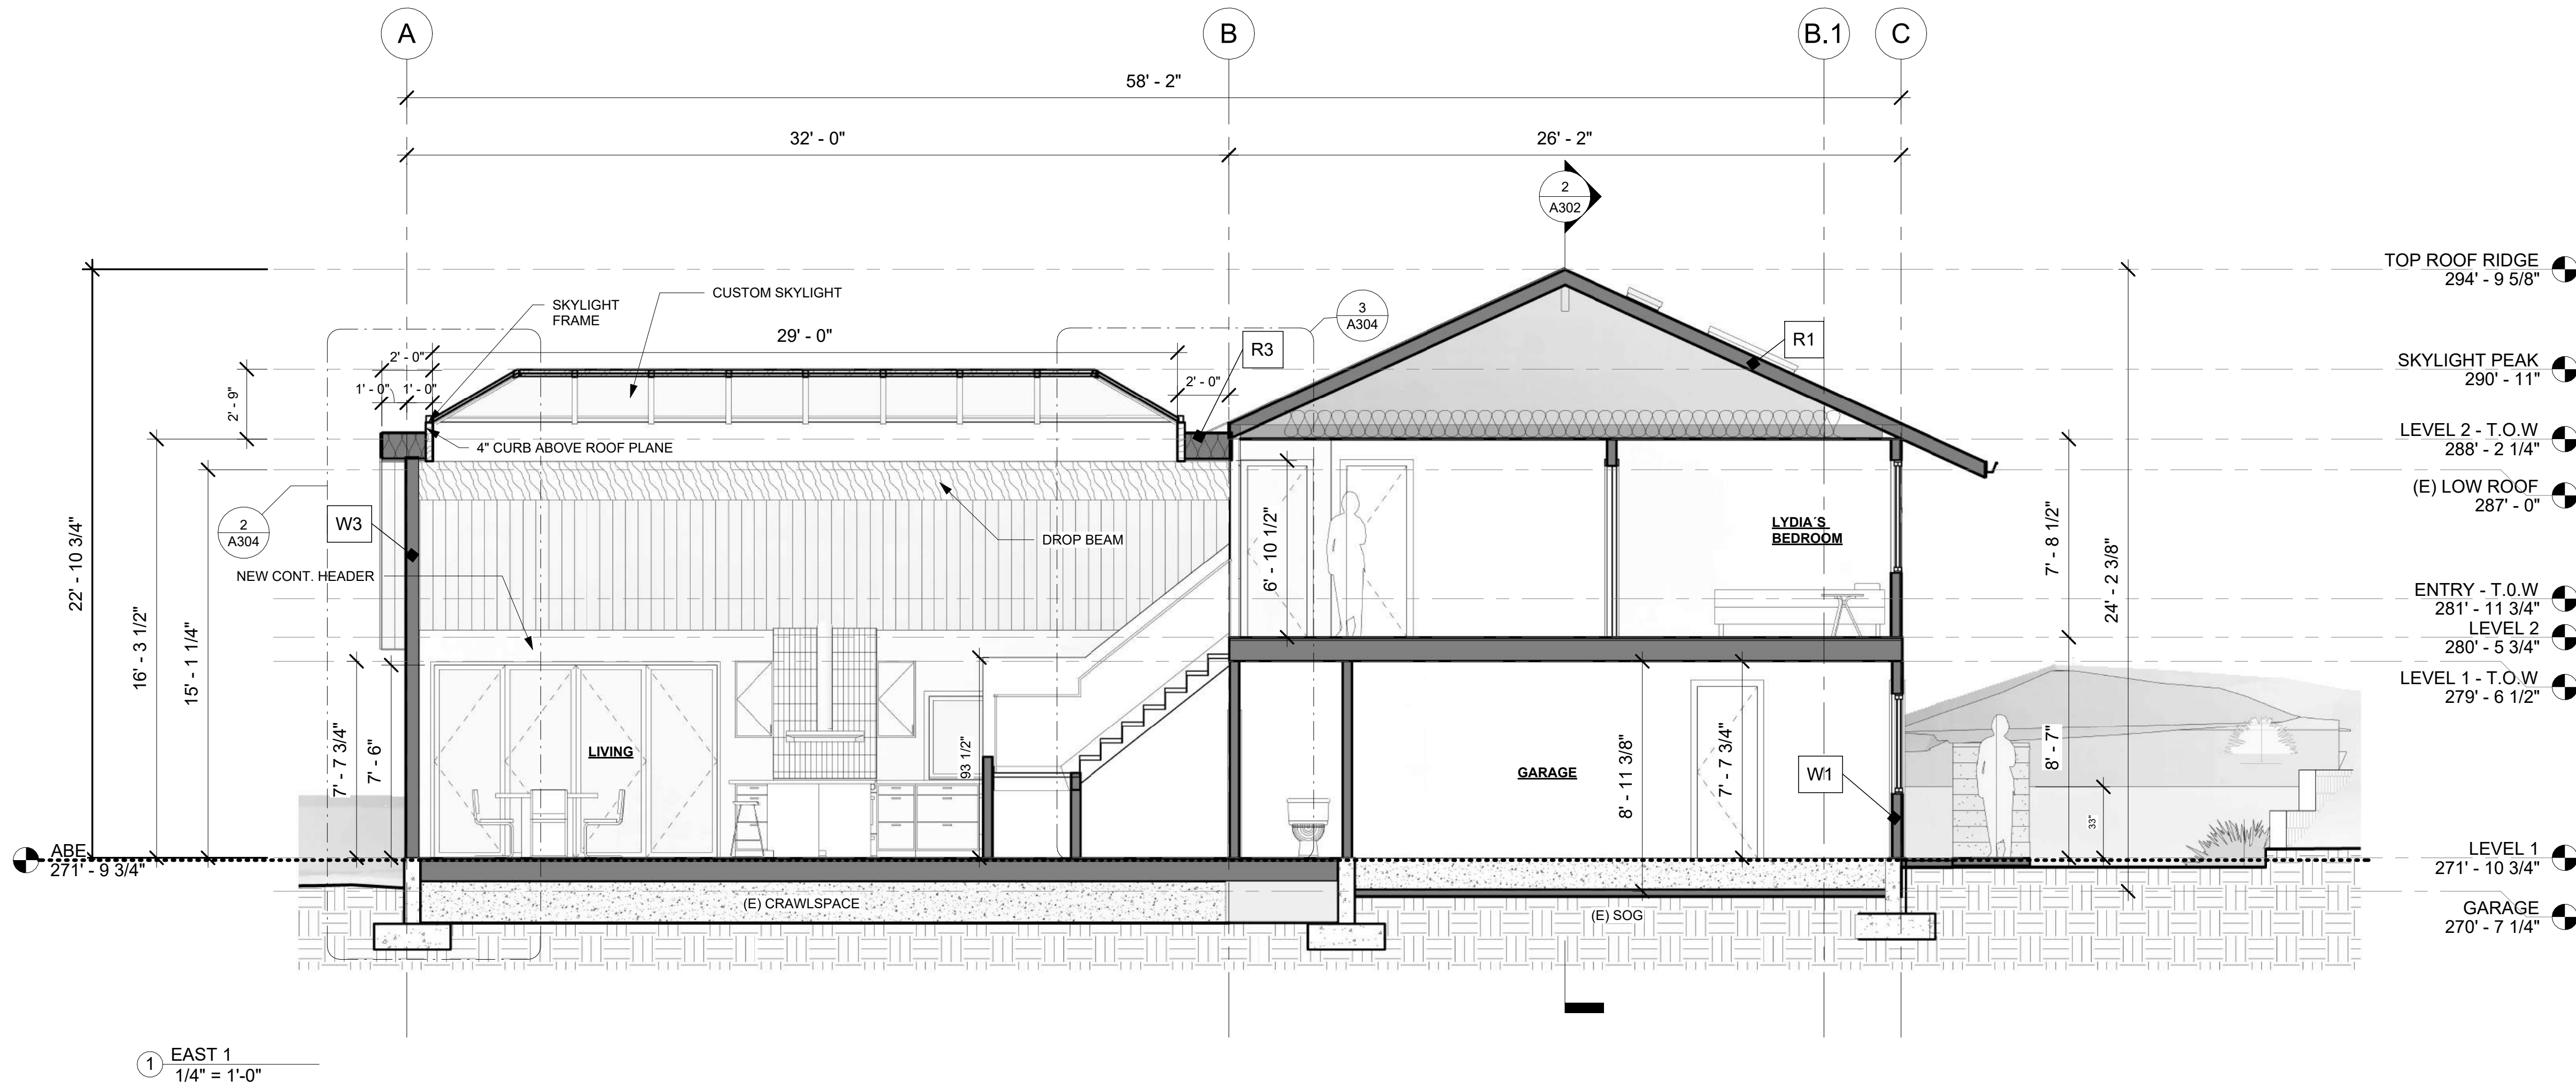 A
B
B.1
C
58' - 2"
32' - 0"
26' - 2"
2
A302
TOP ROOF RIDGE
294' - 9 5/8"
SKYLIGHT
FRAME
CUSTOM SKYLIGHT
3
A304
29' - 0"
R3
R1
2' - 0"
1' - 0"
1' - 0"
2' - 0"
2' - 9"
SKYLIGHT PEAK
290' - 11"
4" CURB ABOVE ROOF PLANE
LEVEL 2 - T.O.W
288' - 2 1/4"
(E) LOW ROOF
287' - 0"
2
A304
W3
DROP BEAM
LYDIA´S
BEDROOM
NEW CONT. HEADER
22' - 10 3/4"
16' - 3 1/2"
15' - 1 1/4"
6' - 10 1/2"
7' - 8 1/2"
24' - 2 3/8"
ENTRY - T.0.W
281' - 11 3/4"
LEVEL 2
280' - 5 3/4"
LEVEL 1 - T.O.W
279' - 6 1/2"
7' - 7 3/4"
7' - 6"
LIVING
93 1/2"
GARAGE
8' - 11 3/8"
7' - 7 3/4"
W1
8' - 7"
33"
ABE
271' - 9 3/4"
LEVEL 1
271' - 10 3/4"
(E) CRAWLSPACE
(E) SOG
GARAGE
270' - 7 1/4"
1
EAST 1
1/4" = 1'-0"